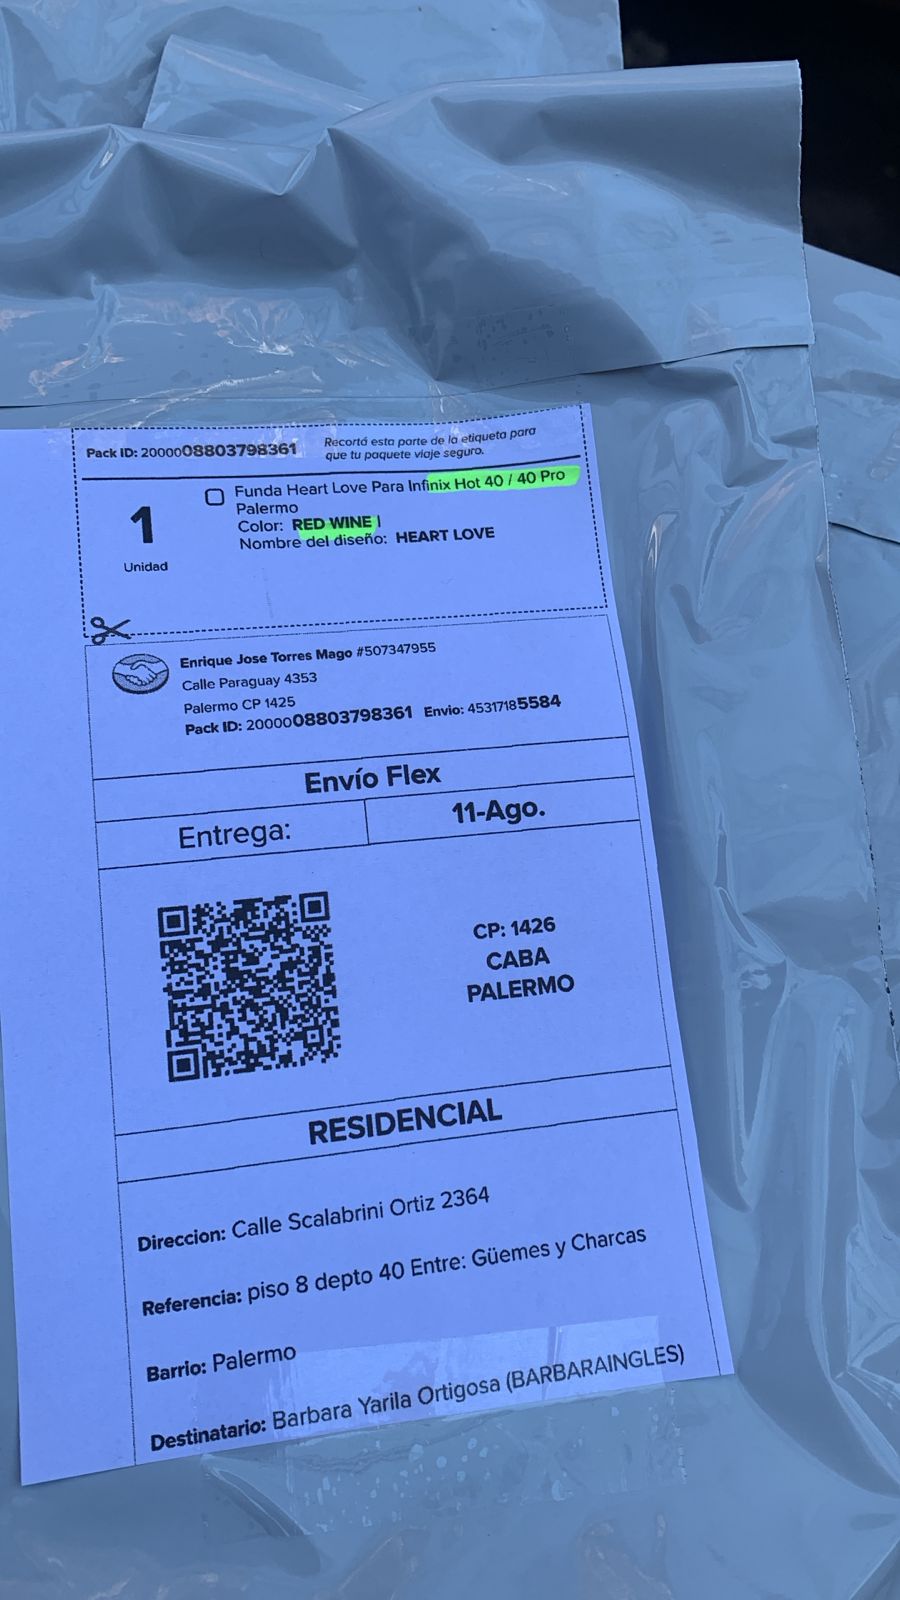 Pack ID: 2000008803798361
Recortá esta parte de la etiqueta para
que tu paquete viaje seguro.
1
Unidad
Funda Heart Love Para Infinix Hot 40 / 40 Pro
Palermo
Color: RED WINE |
Nombre del diseño: HEART LOVE
Enrique Jose Torres Mago #507347955
Calle Paraguay 4353
Palermo CP 1425
Pack ID: 2000008803798361 Envio: 45317185584
Envío Flex
Entrega: 11-Ago.
CP: 1426
CABA
PALERMO
RESIDENCIAL
Direccion: Calle Scalabrini Ortiz 2364
Referencia: piso 8 depto 40 Entre: Güemes y Charcas
Barrio: Palermo
Destinatario: Barbara Yarila Ortigosa (BARBARAINGLES)